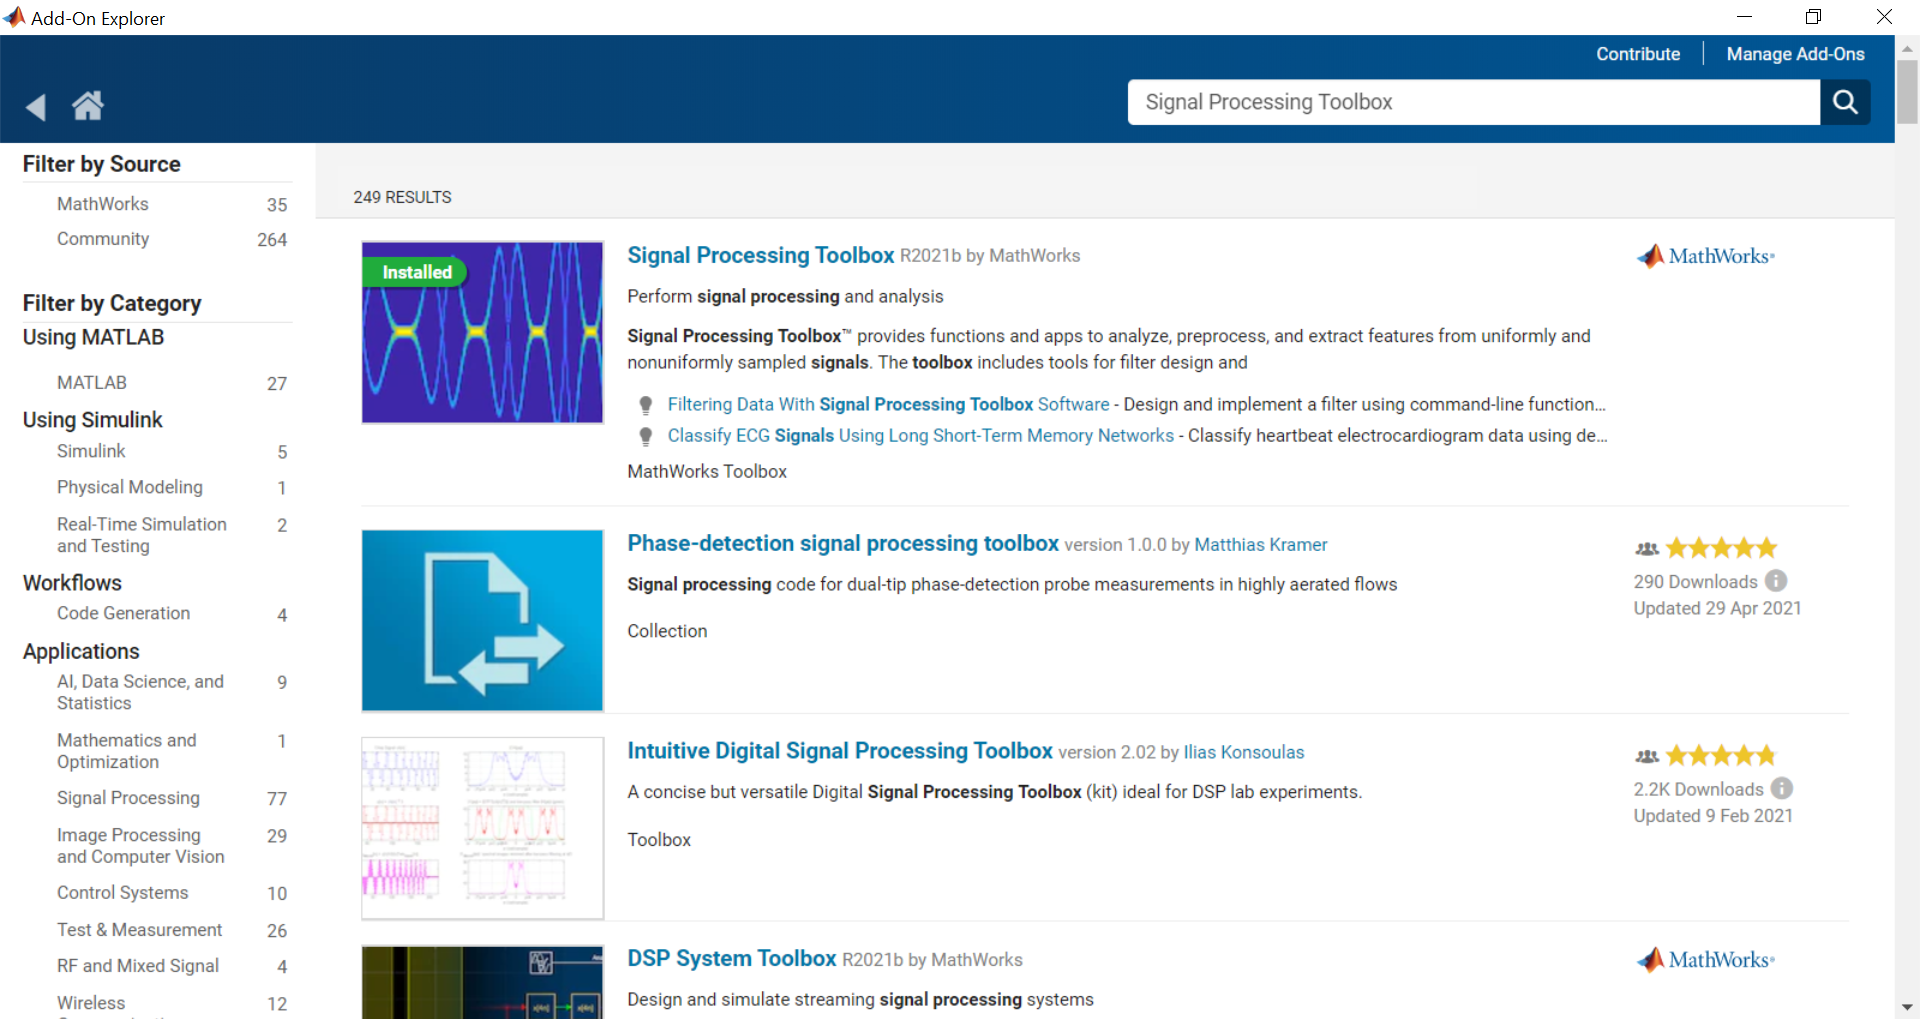 Add-On Explorer
Contribute
Manage Add-Ons
Signal Processing Toolbox
Filter by Source
MathWorks 35
Community 264
Filter by Category
Using MATLAB
MATLAB 27
Using Simulink
Simulink 5
Physical Modeling 1
Real-Time Simulation 2
and Testing
Workflows
Code Generation 4
Applications
AI, Data Science, and 9
Statistics
Mathematics and 1
Optimization
Signal Processing 77
Image Processing 29
and Computer Vision
Control Systems 10
Test & Measurement 26
RF and Mixed Signal 4
Wireless 12
249 RESULTS
Installed
Signal Processing Toolbox R2021b by MathWorks
MathWorks®
Perform signal processing and analysis
Signal Processing Toolbox™ provides functions and apps to analyze, preprocess, and extract features from uniformly and
nonuniformly sampled signals. The toolbox includes tools for filter design and
Filtering Data With Signal Processing Toolbox Software - Design and implement a filter using command-line function...
Classify ECG Signals Using Long Short-Term Memory Networks - Classify heartbeat electrocardiogram data using de...
MathWorks Toolbox
Phase-detection signal processing toolbox version 1.0.0 by Matthias Kramer
Signal processing code for dual-tip phase-detection probe measurements in highly aerated flows
Collection
290 Downloads
Updated 29 Apr 2021
Intuitive Digital Signal Processing Toolbox version 2.02 by Ilias Konsoulas
A concise but versatile Digital Signal Processing Toolbox (kit) ideal for DSP lab experiments.
Toolbox
2.2K Downloads
Updated 9 Feb 2021
DSP System Toolbox R2021b by MathWorks
MathWorks®
Design and simulate streaming signal processing systems